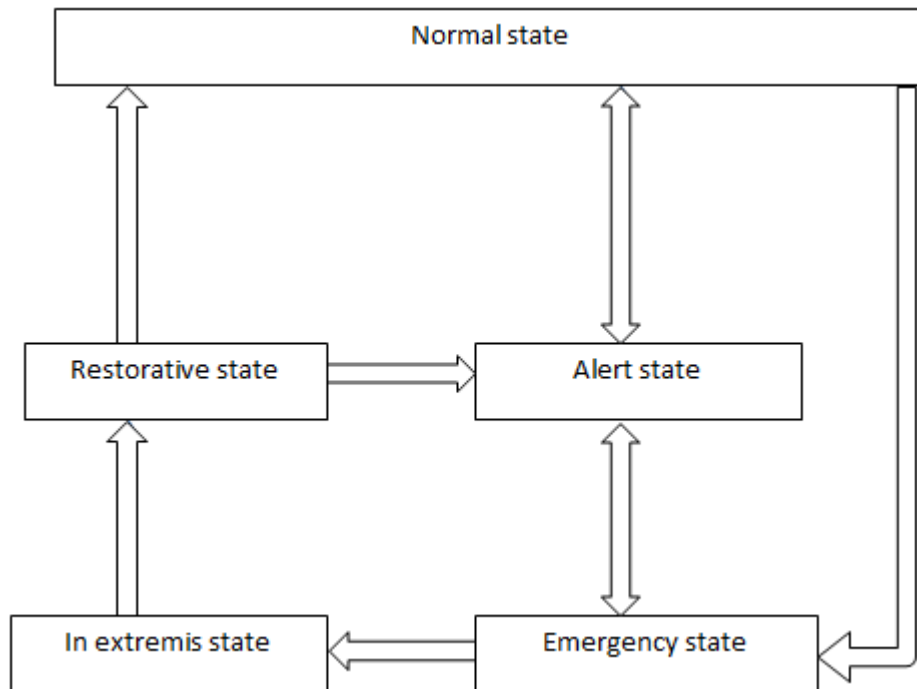 Normal state
Restorative state
Alert state
In extremis state
Emergency state